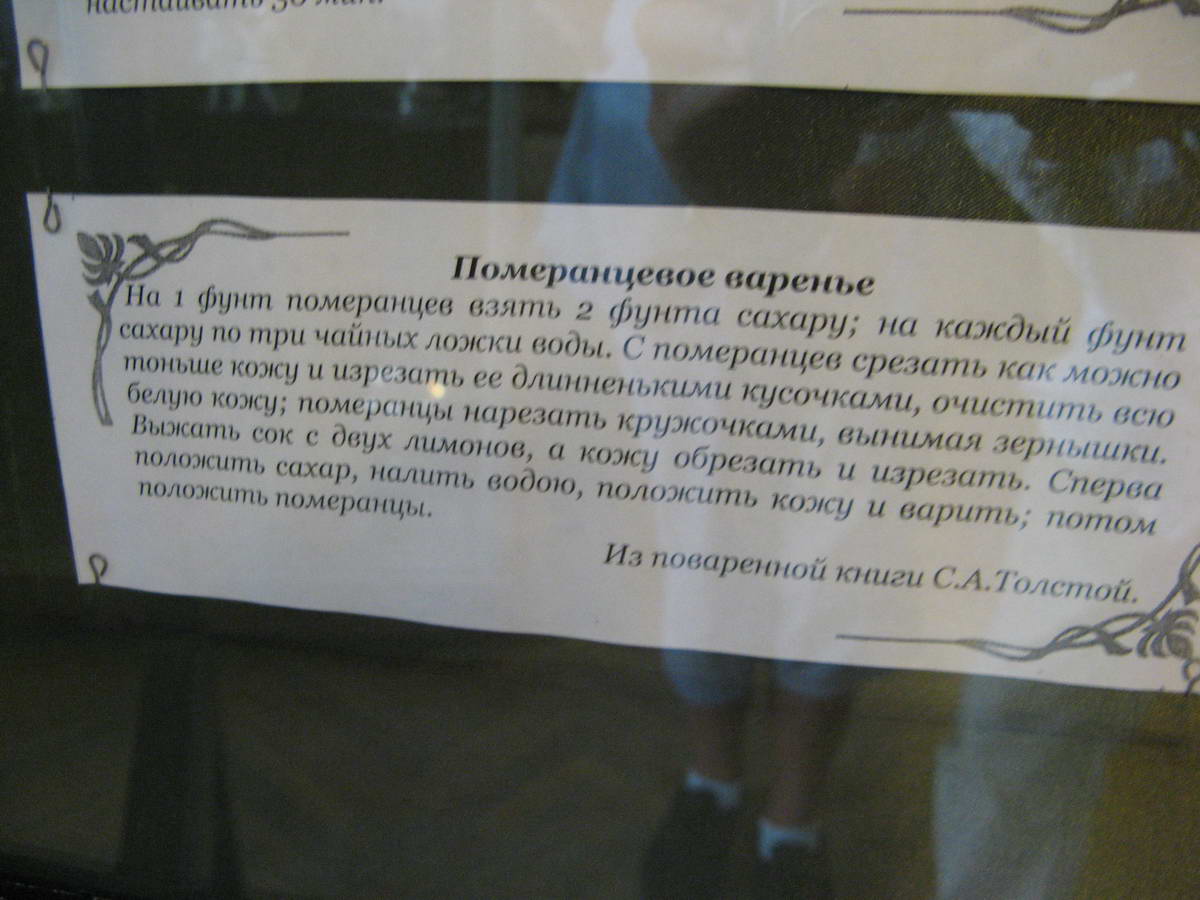 настаивать 30 мин.
Померанцевое варенье
На 1 фунт померанцев взять 2 фунта сахару; на каждый фунт
сахару по три чайных ложки воды. С померанцев срезать как можно
тоньше кожу и изрезать ее длинненькими кусочками, очистить всю
белую кожу; померанцы нарезать кружочками, вынимая зернышки.
Выжать сок с двух лимонов, а кожу обрезать и изрезать. Сперва
положить сахар, налить водою, положить кожу и варить; потом
положить померанцы.
Из поваренной книги С.А.Толстой.